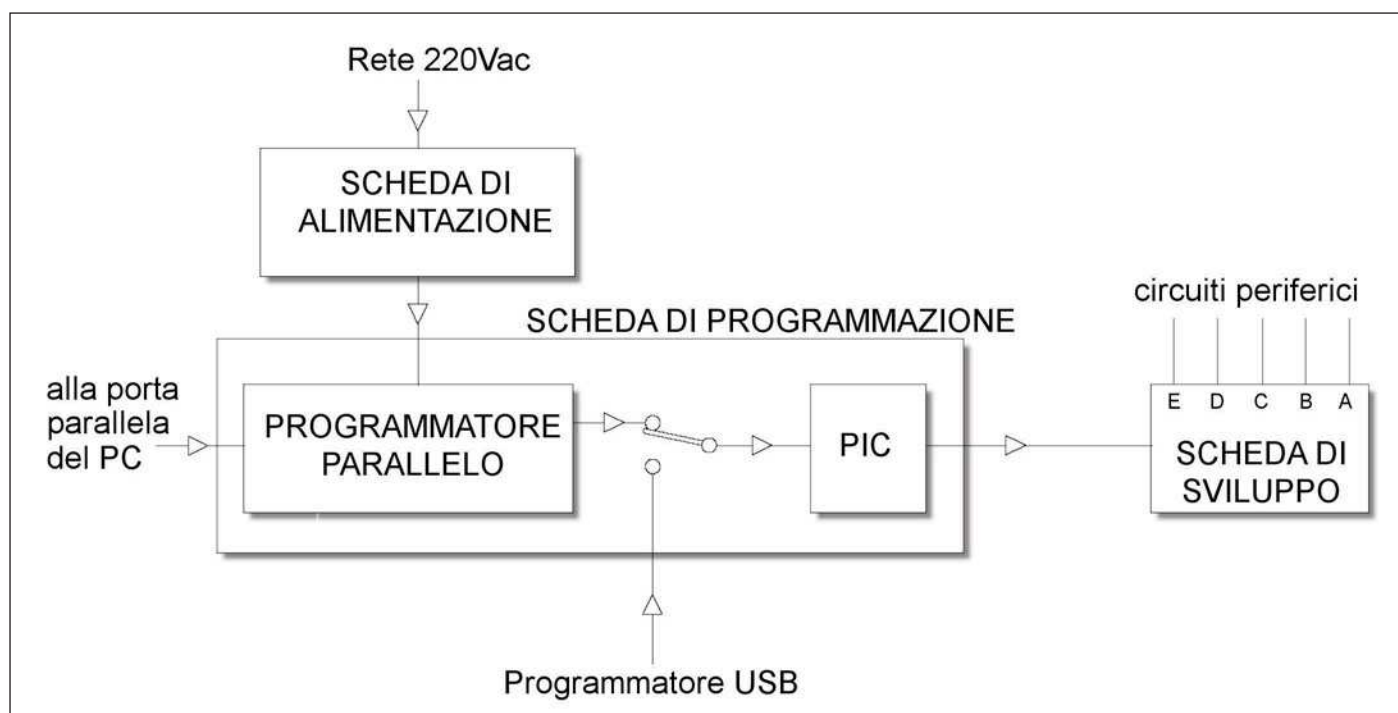 Rete 220Vac
SCHEDA DI
ALIMENTAZIONE
SCHEDA DI PROGRAMMAZIONE
alla porta
parallela
del PC
PROGRAMMATORE
PARALLELO
PIC
circuiti periferici
E D C B A
SCHEDA DI
SVILUPPO
Programmatore USB